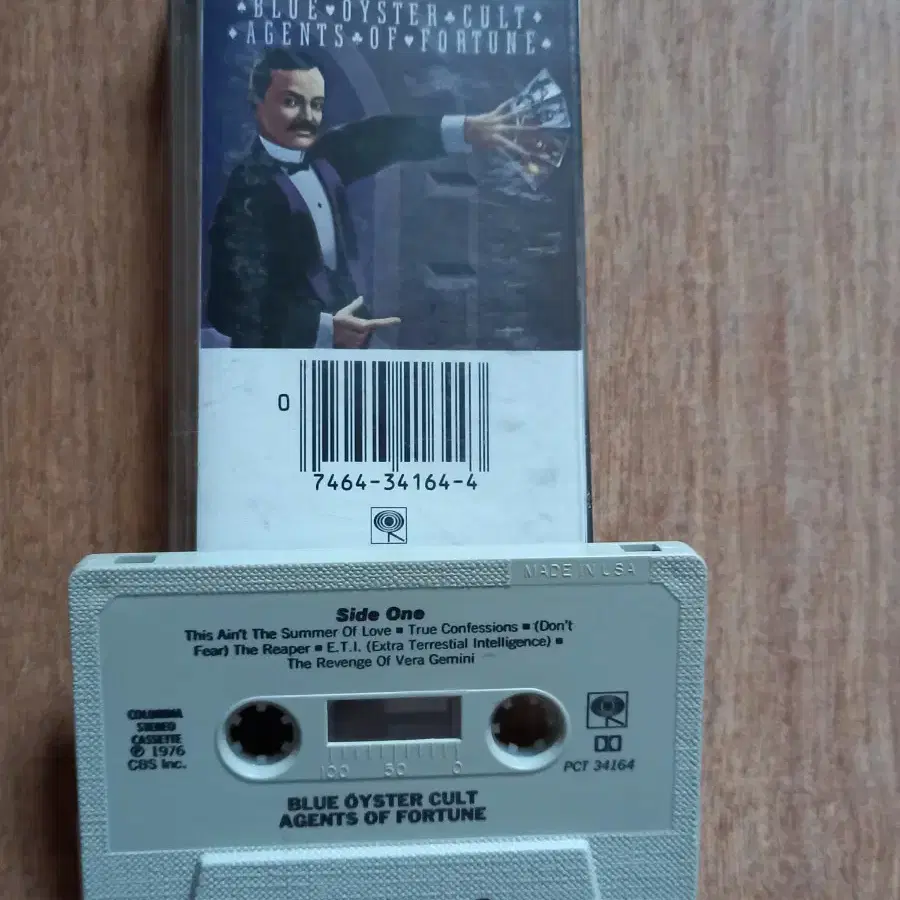 ♠BLUE♥ÖYSTER♣CULT♦
♦AGENTS♣OF♥FORTUNE♠
0
7464-34164-4
MADE IN USA
Side One
This Ain't The Summer Of Love ■ True Confessions ■ (Don't
Fear) The Reaper ■ E.T.I. (Extra Terrestial Intelligence) ■
The Revenge Of Vera Gemini
COLUMBIA
STEREO
CASSETTE
℗ 1976
CBS Inc.
100 50 0
PCT 34164
BLUE ÖYSTER CULT
AGENTS OF FORTUNE